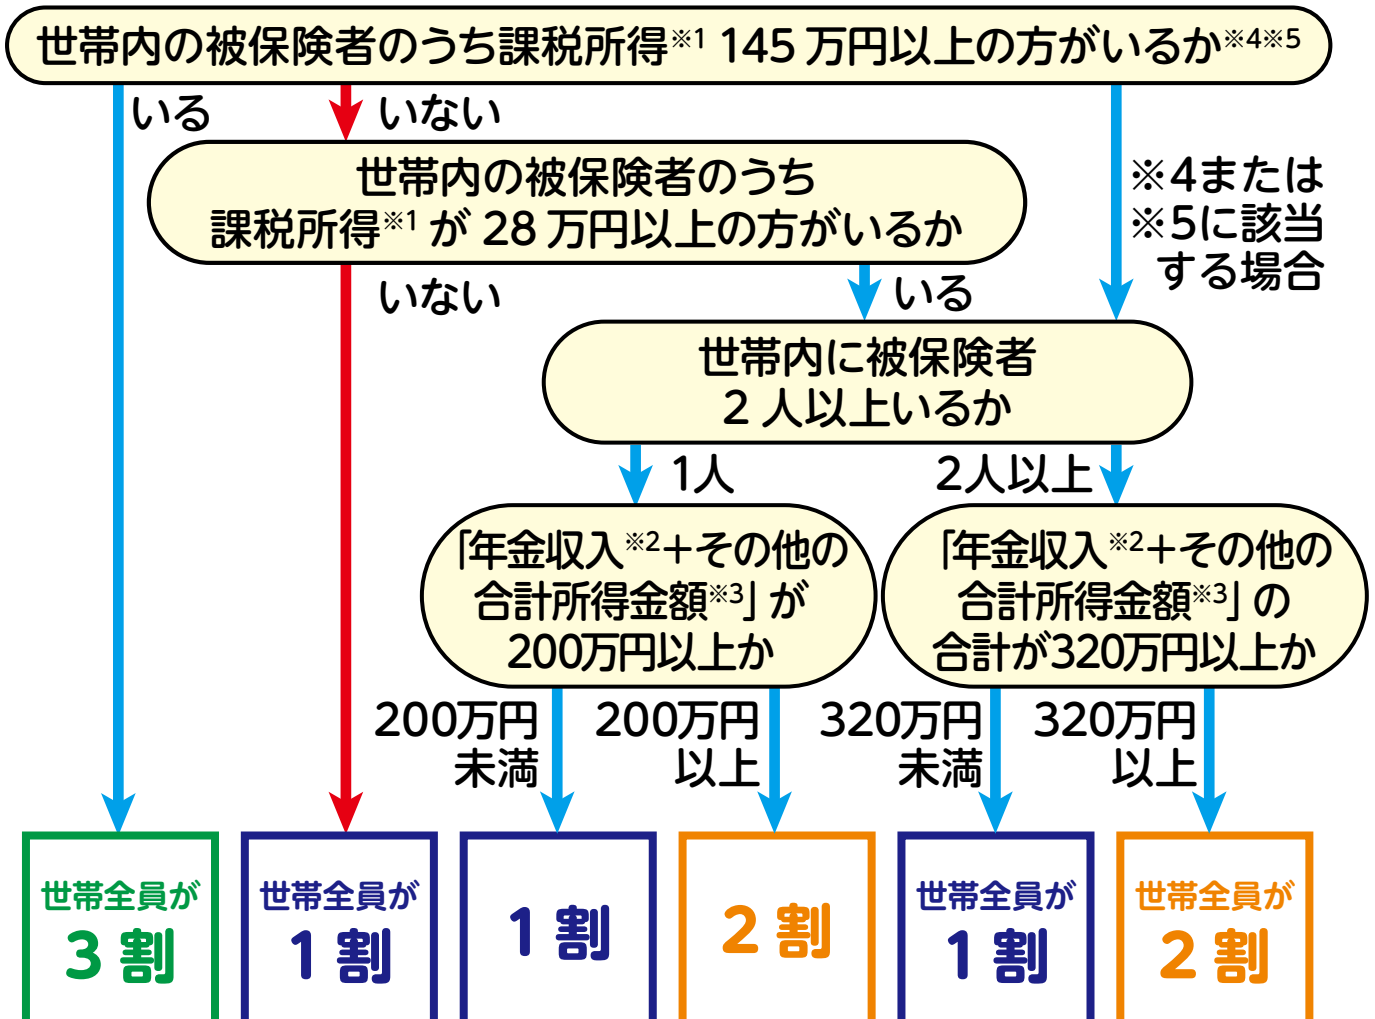 世帯内の被保険者のうち課税所得※1 145 万円以上の方がいるか※4※5
いる
いない
世帯内の被保険者のうち
課税所得※1 が 28 万円以上の方がいるか
※4または
※5に該当
する場合
いない
いる
世帯内に被保険者
2 人以上いるか
1人
2人以上
「年金収入※2＋その他の
合計所得金額※3」が
200万円以上か
「年金収入※2＋その他の
合計所得金額※3」の
合計が320万円以上か
200万円
未満
200万円
以上
320万円
未満
320万円
以上
世帯全員が
3 割
世帯全員が
1 割
1 割
2 割
世帯全員が
1 割
世帯全員が
2 割